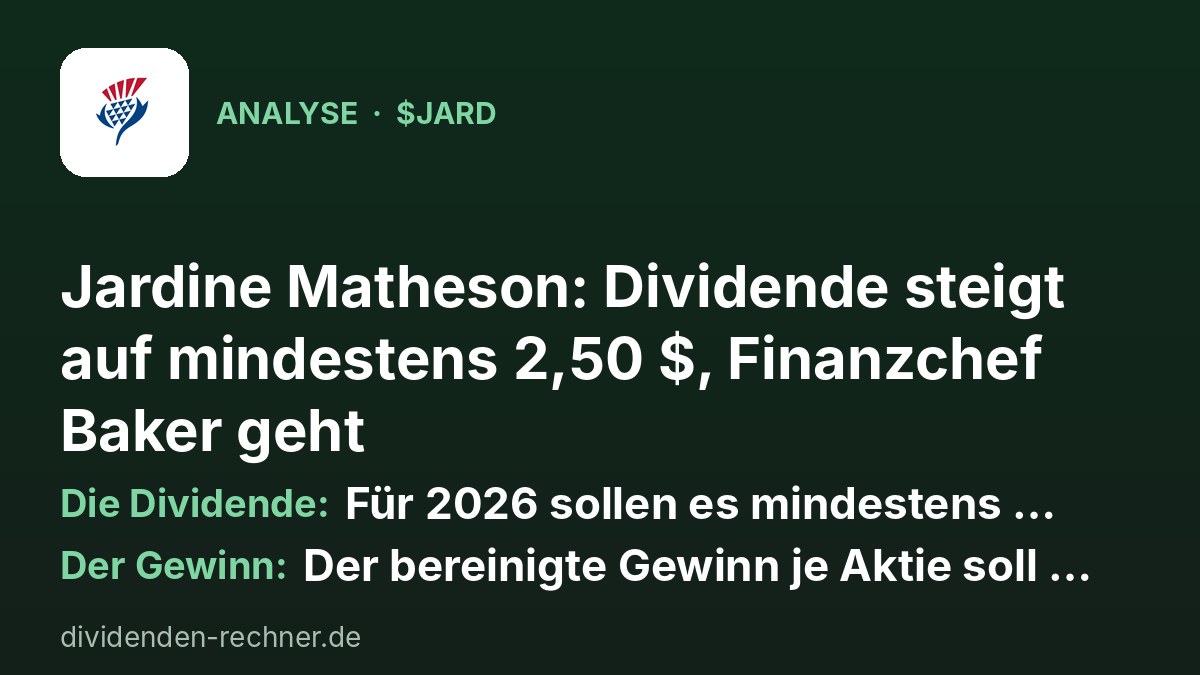 ANALYSE · $JARD
Jardine Matheson: Dividende steigt
auf mindestens 2,50 $, Finanzchef
Baker geht
Die Dividende: Für 2026 sollen es mindestens ...
Der Gewinn: Der bereinigte Gewinn je Aktie soll ...
dividenden-rechner.de